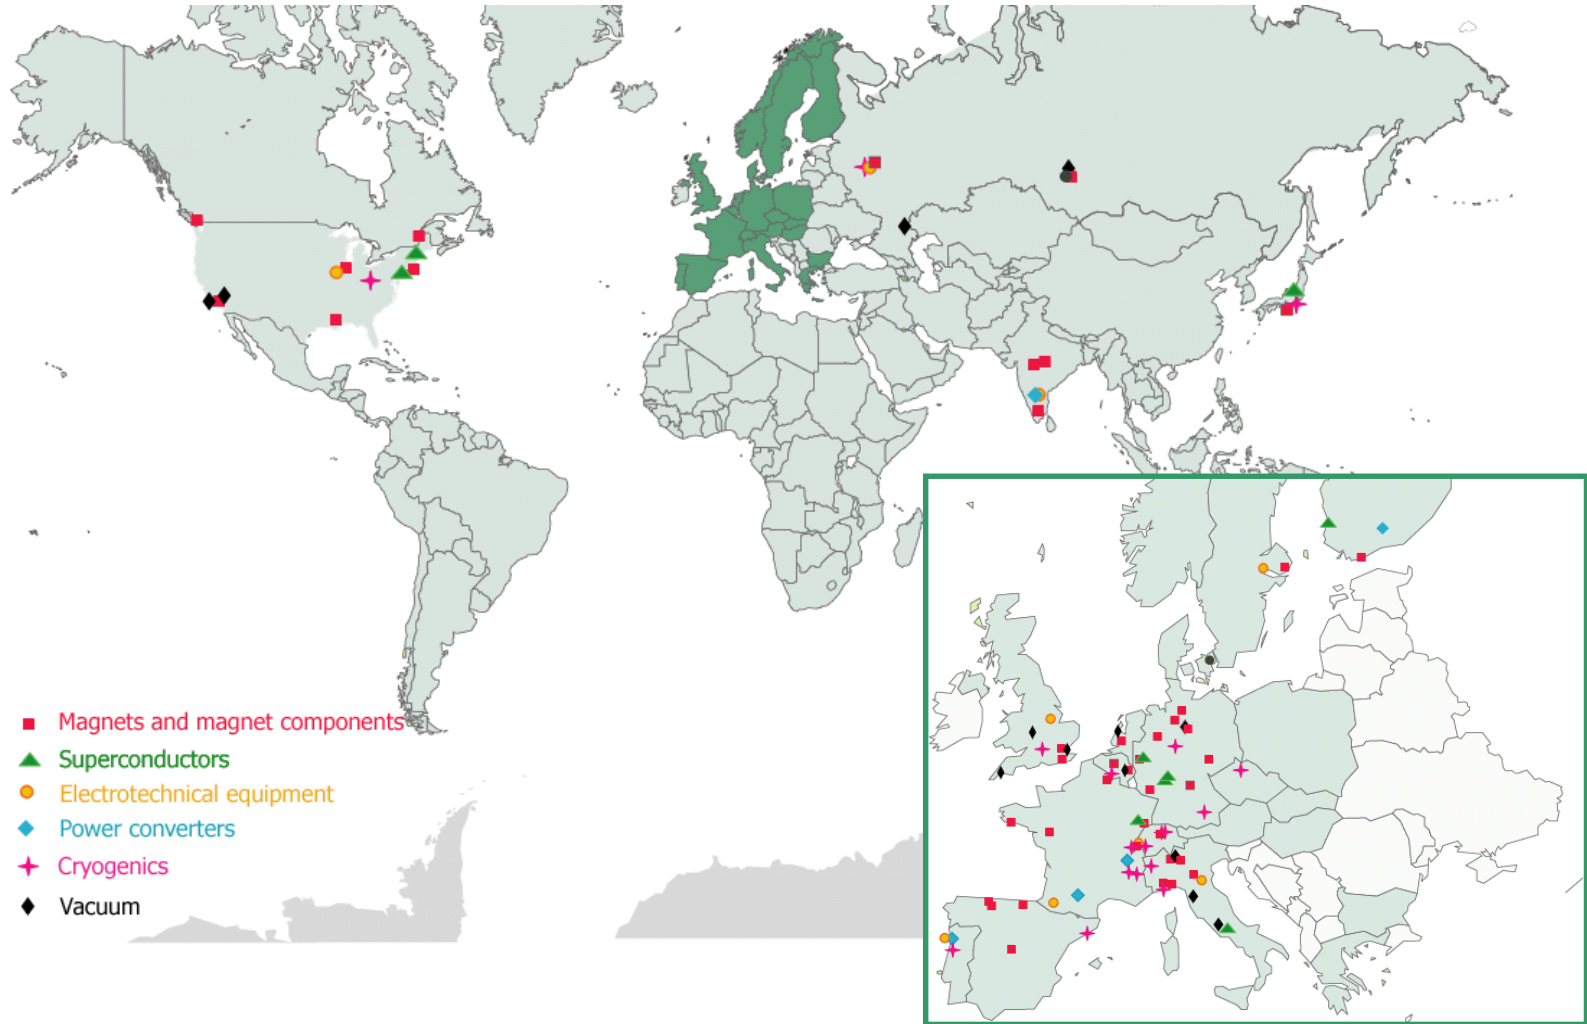 Magnets and magnet components
Superconductors
Electrotechnical equipment
Power converters
Cryogenics
Vacuum